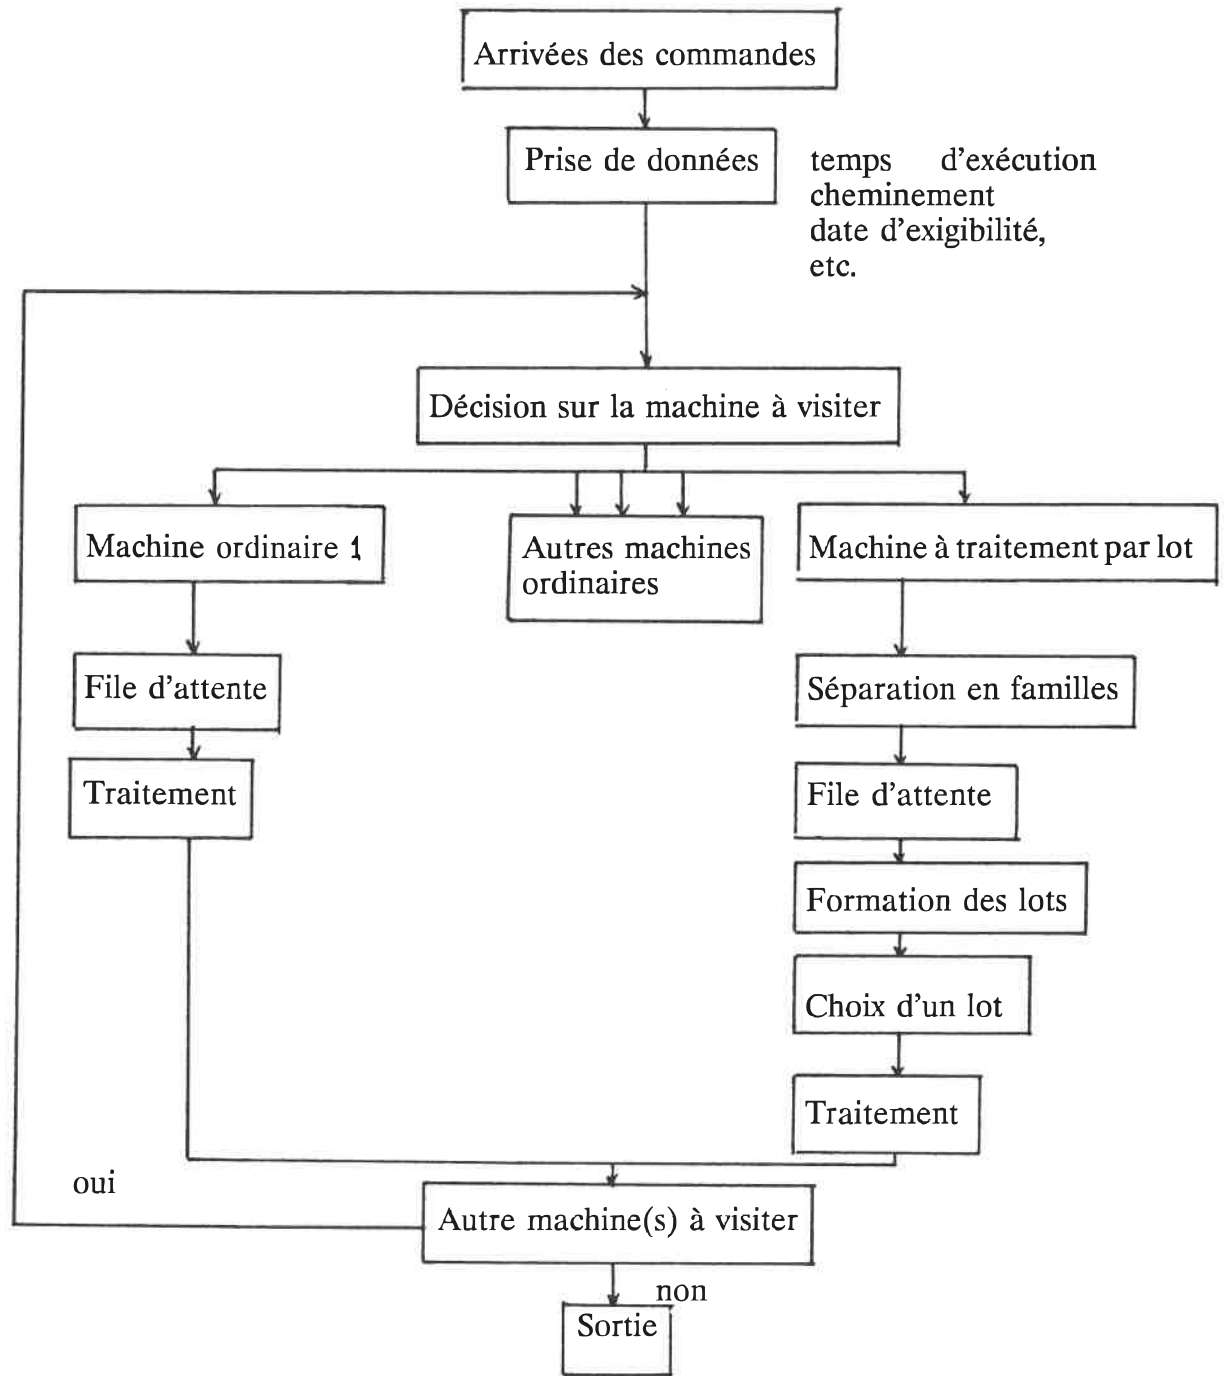 Arrivées des commandes
Prise de données
temps d'exécution
cheminement
date d'exigibilité,
etc.
Décision sur la machine à visiter
Machine ordinaire 1
Autres machines
ordinaires
Machine à traitement par lot
File d'attente
Traitement
Séparation en familles
File d'attente
Formation des lots
Choix d'un lot
Traitement
oui
Autre machine(s) à visiter
non
Sortie